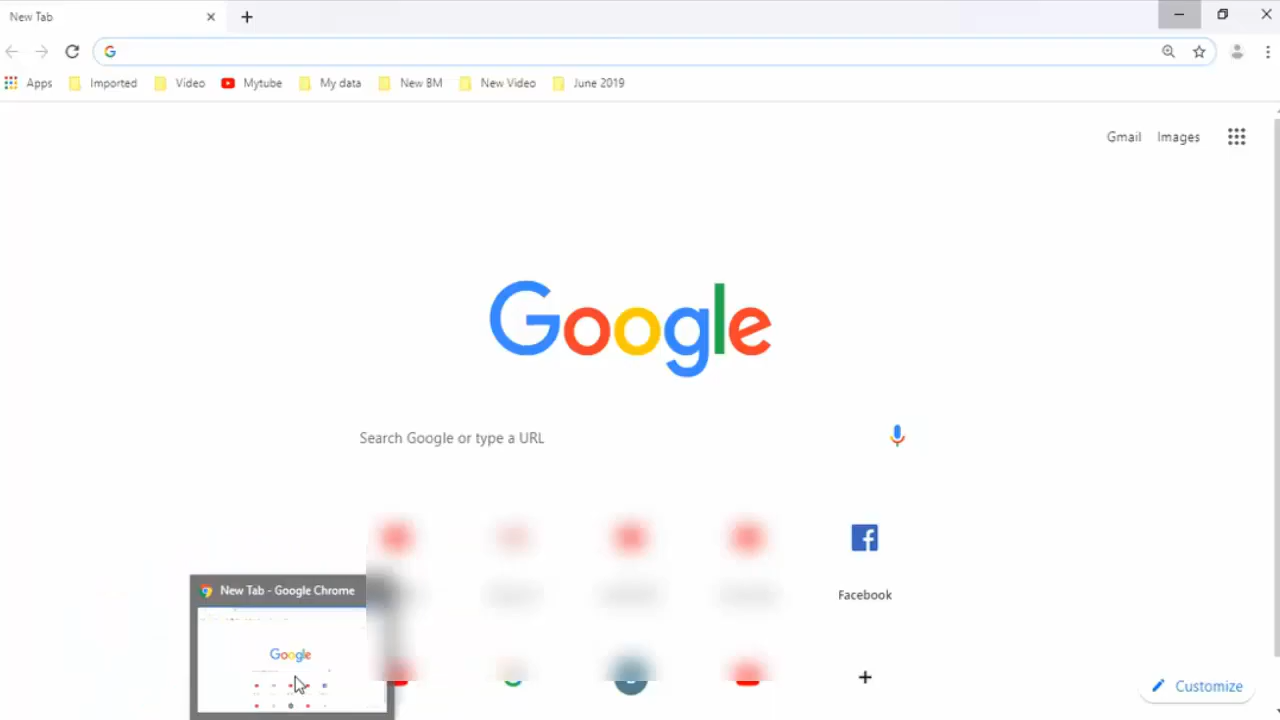 New Tab
Apps Imported Video Mytube My data New BM New Video June 2019
Gmail Images
Google
Search Google or type a URL
Facebook
New Tab - Google Chrome
Google
Customize